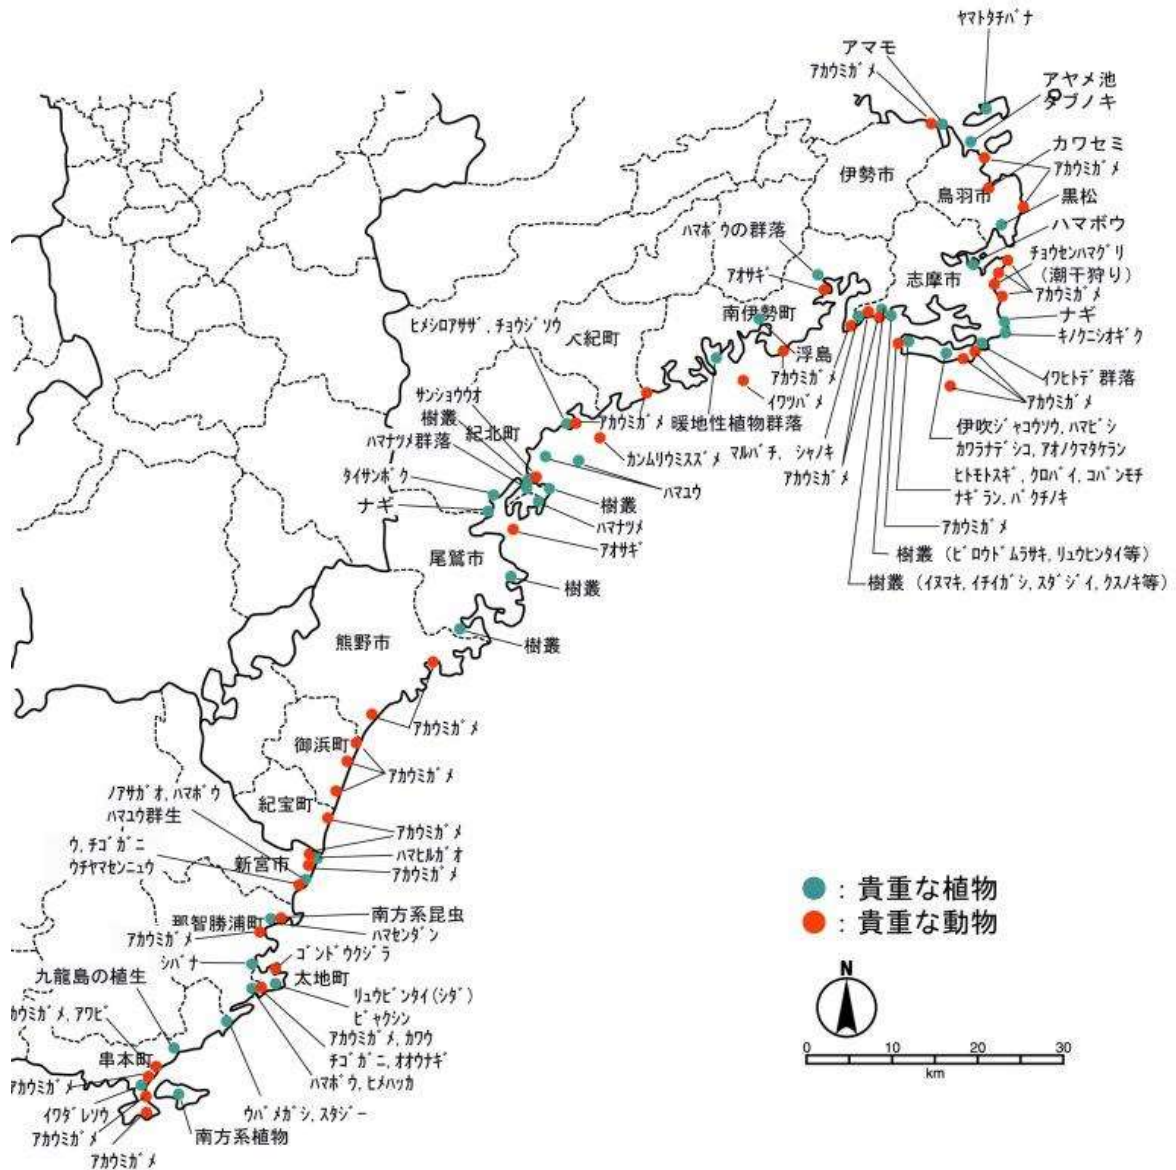 ﾔﾏﾄﾀﾁﾊﾞﾅ
アマモ
ｱｶｳﾐｶﾞﾒ
アヤメ池
タブノキ
カワセミ
ｱｶｳﾐｶﾞﾒ
伊勢市
鳥羽市
黒松
ハマボウ
ﾊﾏﾎﾞｳの群落
ﾁｮｳｾﾝﾊﾏｸﾞﾘ
(潮干狩り)
ｱｵｻｷﾞ
志摩市
ｱｶｳﾐｶﾞﾒ
ﾋﾒｼﾛｱｻｻﾞ,ﾁｮｳｼﾞｿｳ
南伊勢町
ナギ
ｷﾉｸﾆｼｵｷﾞｸ
大紀町
浮島
ｱｶｳﾐｶﾞﾒ
ｲﾜﾋﾄﾃﾞ群落
ｻﾝｼｮｳｳｵ
ｲﾜﾂﾊﾞﾒ
ｱｶｳﾐｶﾞﾒ
樹叢
紀北町
ｱｶｳﾐｶﾞﾒ
暖地性植物群落
伊吹ｼﾞｬｺｳｿｳ,ﾊﾏﾋﾞｼ
ﾊﾏﾅﾂﾒ群落
ｶﾝﾑﾘｳﾐｽｽﾞﾒ
ﾏﾙﾊﾞﾁ,ｼｬﾉｷ
ｶﾜﾗﾅﾃﾞｼｺ,ｱｵﾉｸﾏﾀｹﾗﾝ
ﾀｲｻﾝﾎﾞｸ
ﾊﾏﾕｳ
ｱｶｳﾐｶﾞﾒ
ﾋﾄﾓﾄｽｷﾞ,ｸﾛﾊﾞｲ,ｺﾊﾞﾝﾓﾁ
ナギ
樹叢
ﾅｷﾞﾗﾝ,ﾊﾞｸﾁﾉｷ
ﾊﾏﾅﾂﾒ
ｱｶｳﾐｶﾞﾒ
ｱｵｻｷﾞ
尾鷲市
樹叢(ﾋﾞﾛｳﾄﾞﾑﾗｻｷ,ﾘｭｳﾋﾞﾝﾀｲ等)
樹叢
樹叢(ｲﾇﾏｷ,ｲﾁｲｶﾞｼ,ｽﾀﾞｼﾞｲ,ｸｽﾉｷ等)
熊野市
樹叢
ｱｶｳﾐｶﾞﾒ
御浜町
ｱｶｳﾐｶﾞﾒ
ﾉｱｻｶﾞｵ,ﾊﾏﾎﾞｳ
紀宝町
ﾊﾏﾕｳ群生
ｱｶｳﾐｶﾞﾒ
ｳ,ﾁｺﾞｶﾞﾆ
ﾊﾏﾋﾙｶﾞｵ
ｳﾁﾔﾏｾﾝﾆｭｳ
新宮市
ｱｶｳﾐｶﾞﾒ
●:貴重な植物
●:貴重な動物
那智勝浦町
南方系昆虫
ｱｶｳﾐｶﾞﾒ
ﾊﾏｾﾝﾀﾞﾝ
ｼﾊﾞﾅ
ｺﾞﾝﾄﾞｳｸｼﾞﾗ
九龍島の植生
太地町
ﾘｭｳﾋﾞﾝﾀｲ(ｼﾀﾞ)
ﾋﾞｬｸｼﾝ
ｶｳﾐｶﾞﾒ,ｱﾜﾋﾞ
ｱｶｳﾐｶﾞﾒ,ｶﾜｳ
串本町
ﾁｺﾞｶﾞﾆ,ｵｵｳﾅｷﾞ
ｱｶｳﾐｶﾞﾒ
ﾊﾏﾎﾞｳ,ﾋﾒﾊｯｶ
ｲﾜﾀﾞﾚｿｳ
ｳﾊﾞﾒｶﾞｼ,ｽﾀｼﾞｰ
ｱｶｳﾐｶﾞﾒ
南方系植物
ｱｶｳﾐｶﾞﾒ
N
0 10 20 30
km